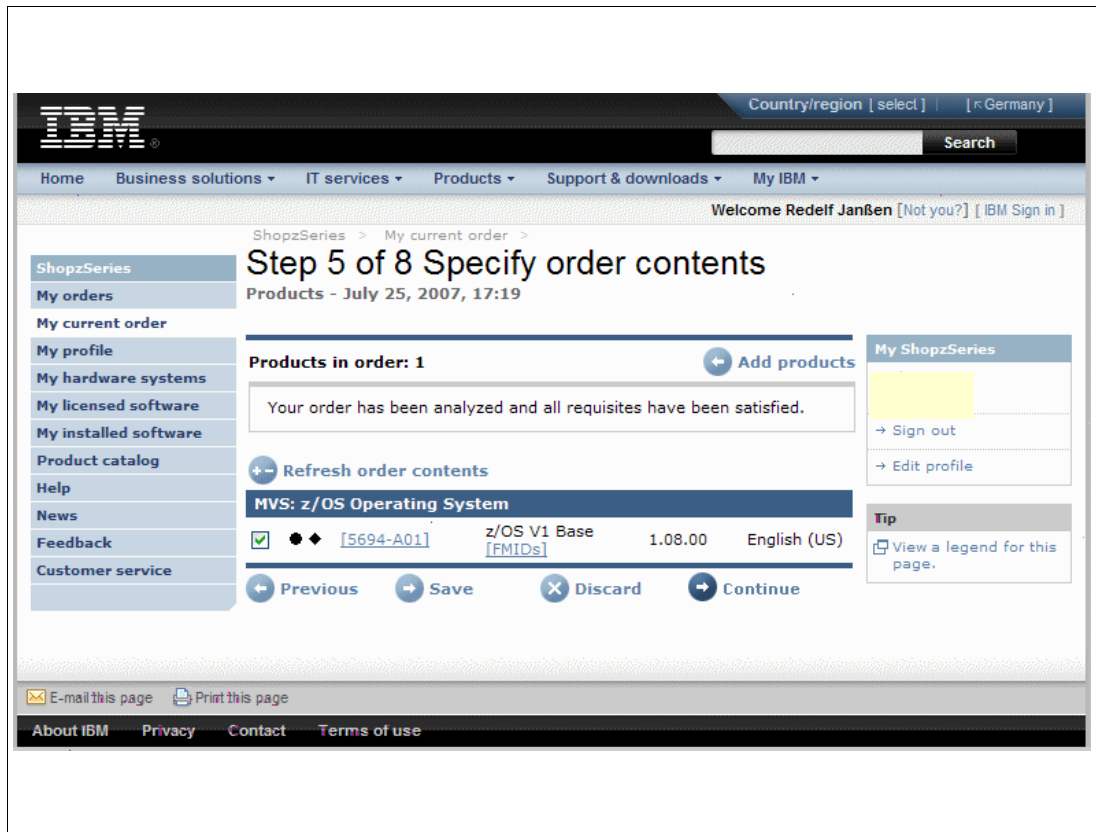 Country/region [ select ] [ Germany ]
IBM ®
Search
Home Business solutions IT services Products Support & downloads My IBM
Welcome Redelf Janßen [Not you?] [ IBM Sign in ]
ShopzSeries > My current order >
Step 5 of 8 Specify order contents
Products - July 25, 2007, 17:19
ShopzSeries
My orders
My current order
My profile
My hardware systems
My licensed software
My installed software
Product catalog
Help
News
Feedback
Customer service
Products in order: 1
Add products
Your order has been analyzed and all requisites have been satisfied.
Refresh order contents
MVS: z/OS Operating System
[5694-A01] z/OS V1 Base [FMIDs] 1.08.00 English (US)
Previous Save Discard Continue
My ShopzSeries
→ Sign out
→ Edit profile
Tip
View a legend for this
page.
E-mail this page Print this page
About IBM Privacy Contact Terms of use